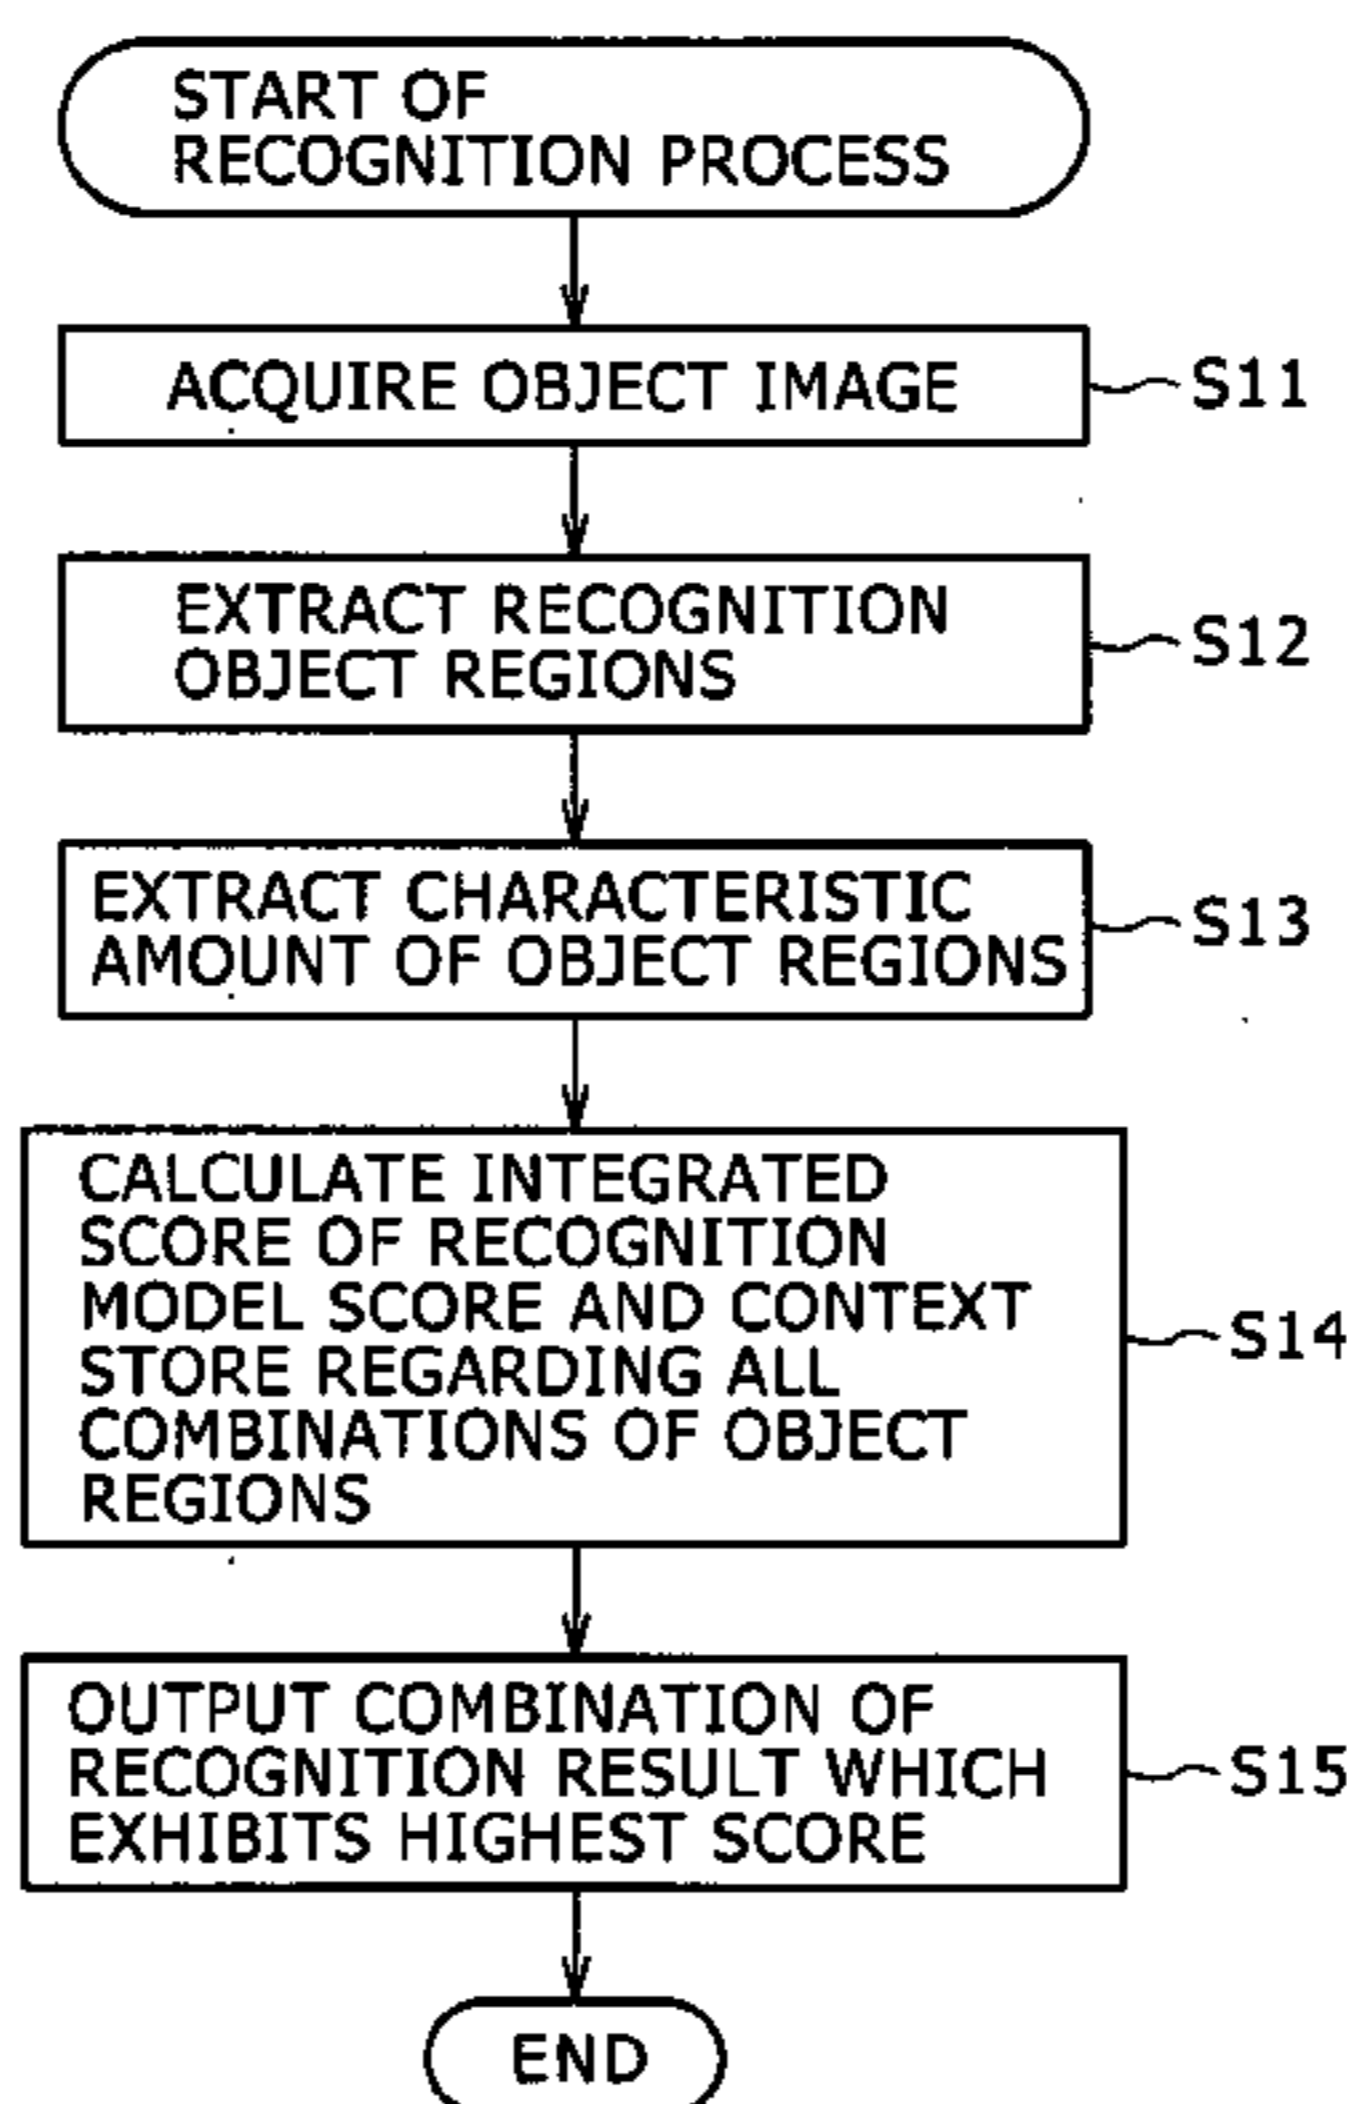 START OF
RECOGNITION PROCESS
ACQUIRE OBJECT IMAGE
S11
EXTRACT RECOGNITION
OBJECT REGIONS
S12
EXTRACT CHARACTERISTIC
AMOUNT OF OBJECT REGIONS
S13
CALCULATE INTEGRATED
SCORE OF RECOGNITION
MODEL SCORE AND CONTEXT
STORE REGARDING ALL
COMBINATIONS OF OBJECT
REGIONS
S14
OUTPUT COMBINATION OF
RECOGNITION RESULT WHICH
EXHIBITS HIGHEST SCORE
S15
END